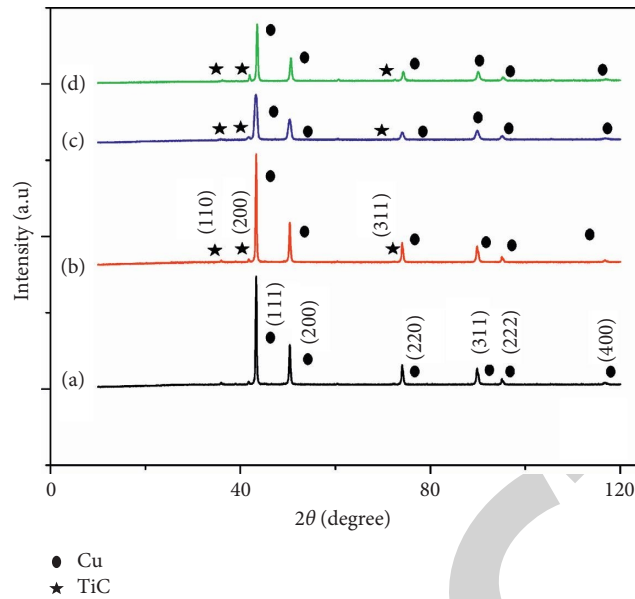 Intensity (a.u)
(d)
(c)
(b)
(a)
(110)
(200)
(311)
(111)
(200)
(220)
(311)
(222)
(400)
0
40
80
120
2θ (degree)
Cu
TiC